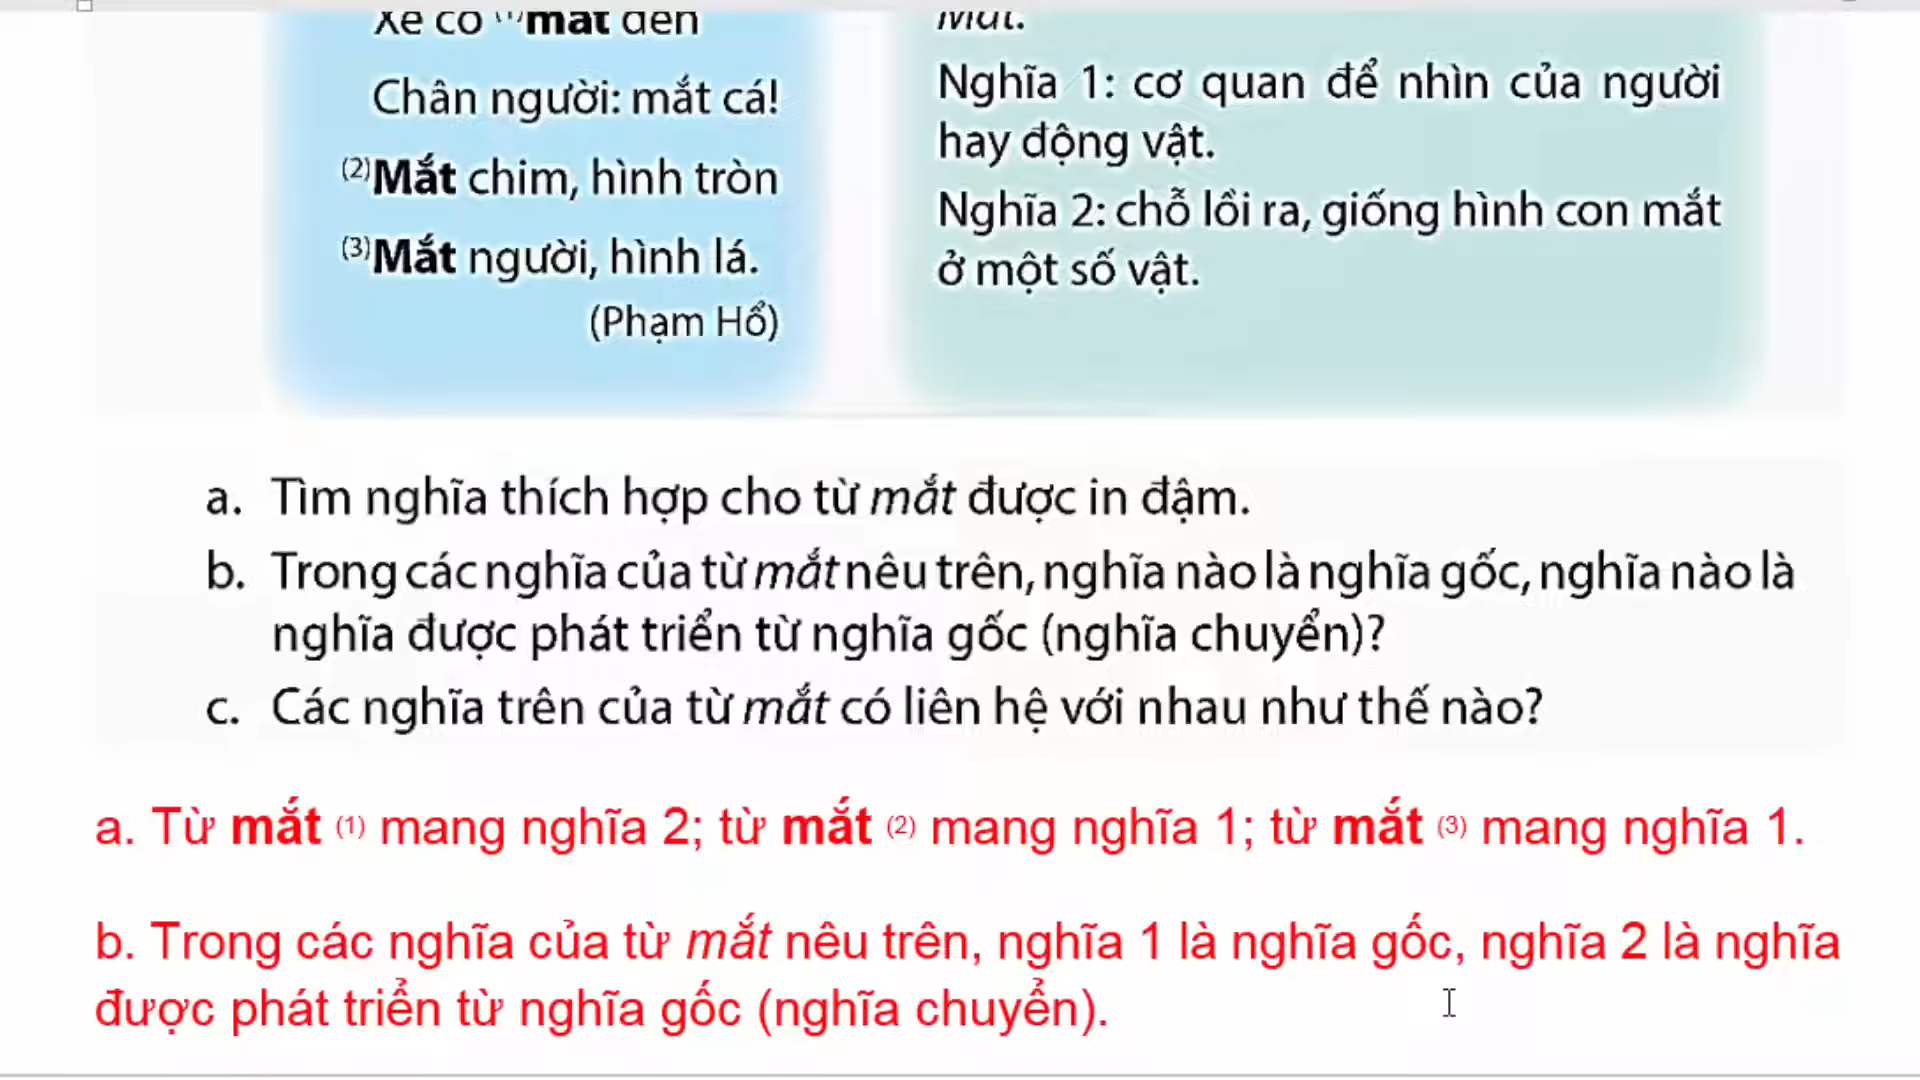 Xe có ⁽¹⁾mắt đèn
Chân người: mắt cá!
⁽²⁾Mắt chim, hình tròn
⁽³⁾Mắt người, hình lá.
(Phạm Hổ)
Mắt.
Nghĩa 1: cơ quan để nhìn của người
hay động vật.
Nghĩa 2: chỗ lồi ra, giống hình con mắt
ở một số vật.
a. Tìm nghĩa thích hợp cho từ mắt được in đậm.
b. Trong các nghĩa của từ mắt nêu trên, nghĩa nào là nghĩa gốc, nghĩa nào là
nghĩa được phát triển từ nghĩa gốc (nghĩa chuyển)?
c. Các nghĩa trên của từ mắt có liên hệ với nhau như thế nào?
a. Từ mắt ⁽¹⁾ mang nghĩa 2; từ mắt ⁽²⁾ mang nghĩa 1; từ mắt ⁽³⁾ mang nghĩa 1.
b. Trong các nghĩa của từ mắt nêu trên, nghĩa 1 là nghĩa gốc, nghĩa 2 là nghĩa
được phát triển từ nghĩa gốc (nghĩa chuyển).